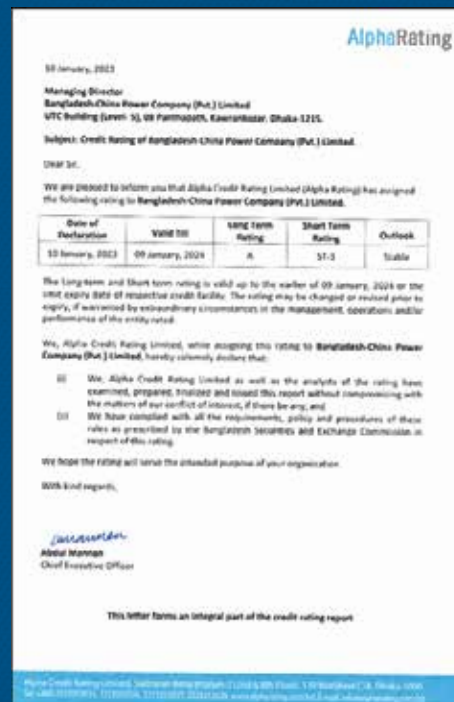 AlphaRating
10 January, 2023
Managing Director
Bangladesh-China Power Company (Pvt.) Limited
UTC Building (Level- 5), 08 Panthapath, Kawranbazar, Dhaka-1215.
Subject: Credit Rating of Bangladesh-China Power Company (Pvt.) Limited.
Dear Sir,
We are pleased to inform you that Alpha Credit Rating Limited (Alpha Rating) has assigned
the following rating to Bangladesh-China Power Company (Pvt.) Limited.
Date of Declaration Valid Till Long Term Rating Short Term Rating Outlook
10 January, 2023 09 January, 2024 A ST-3 Stable
The Long-term and Short-term rating is valid up to the earlier of 09 January, 2024 or the
limit expiry date of respective credit facility. The rating may be changed or revised prior to
expiry, if warranted by extraordinary circumstances in the management, operations and/or
performance of the entity rated.
We, Alpha Credit Rating Limited, while assigning this rating to Bangladesh-China Power
Company (Pvt.) Limited, hereby solemnly declare that:
(i) We, Alpha Credit Rating Limited as well as the analysts of the rating have
examined, prepared, finalized and issued this report without compromising with
the matters of our conflict of interest, if there be any; and
(ii) We have complied with all the requirements, policy and procedures of these
rules as prescribed by the Bangladesh Securities and Exchange Commission in
respect of this rating.
We hope the rating will serve the intended purpose of your organization.
With kind regards,
Abdul Mannan
Chief Executive Officer
This letter forms an integral part of the credit rating report
Alpha Credit Rating Limited,